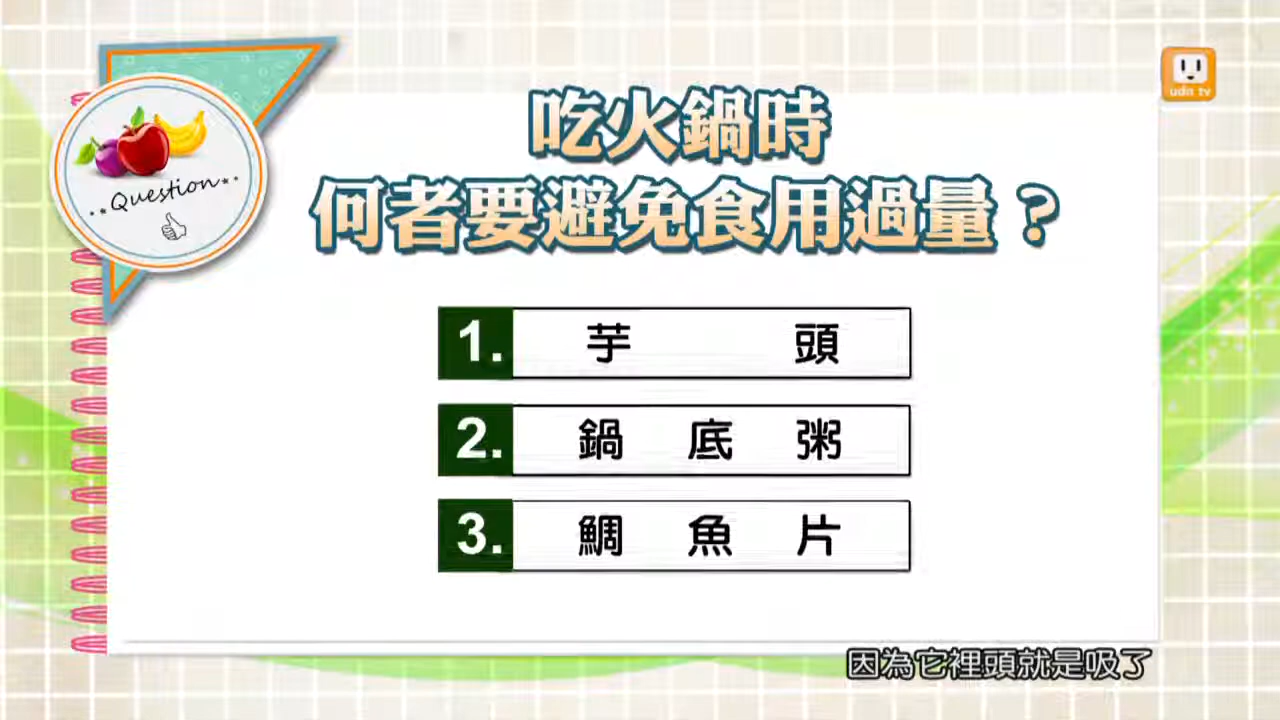 吃火鍋時
何者要避免食用過量？
Question
1. 芋頭
2. 鍋底粥
3. 鯛魚片
udn tv
因為它裡頭就是吸了